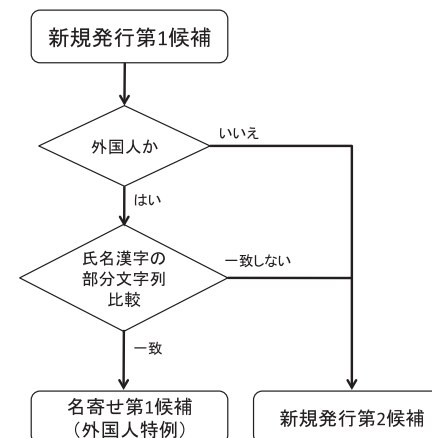 新規発行第1候補
外国人か
いいえ
はい
氏名漢字の
部分文字列
比較
一致しない
一致
名寄せ第1候補
（外国人特例）
新規発行第2候補